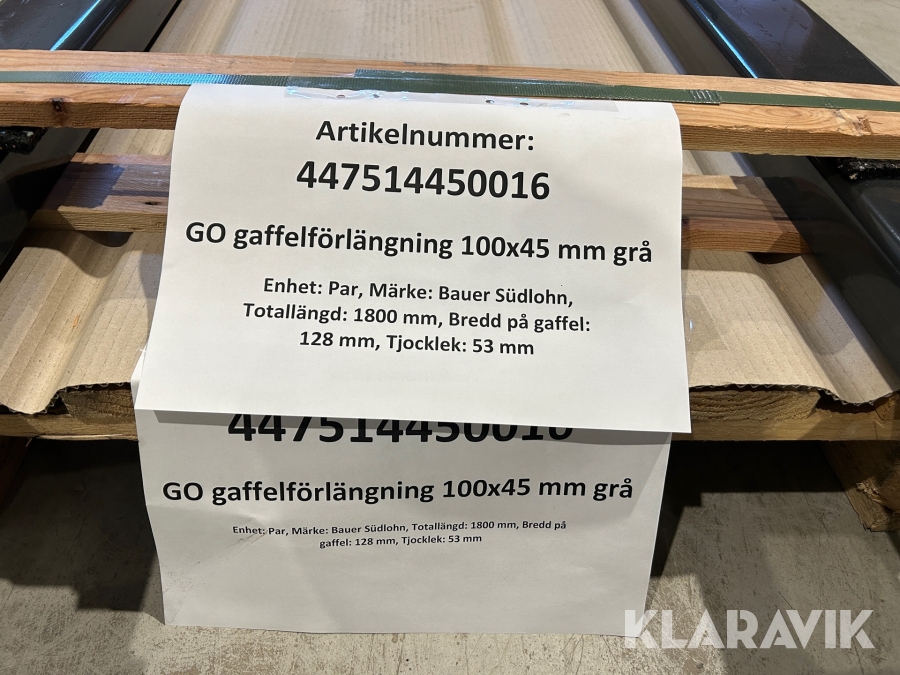 Artikelnummer:
447514450016
GO gaffelförlängning 100x45 mm grå
Enhet: Par, Märke: Bauer Südlohn,
Totallängd: 1800 mm, Bredd på gaffel:
128 mm, Tjocklek: 53 mm
447514450016
GO gaffelförlängning 100x45 mm grå
Enhet: Par, Märke: Bauer Südlohn, Totallängd: 1800 mm, Bredd på
gaffel: 128 mm, Tjocklek: 53 mm
KLARAVIK